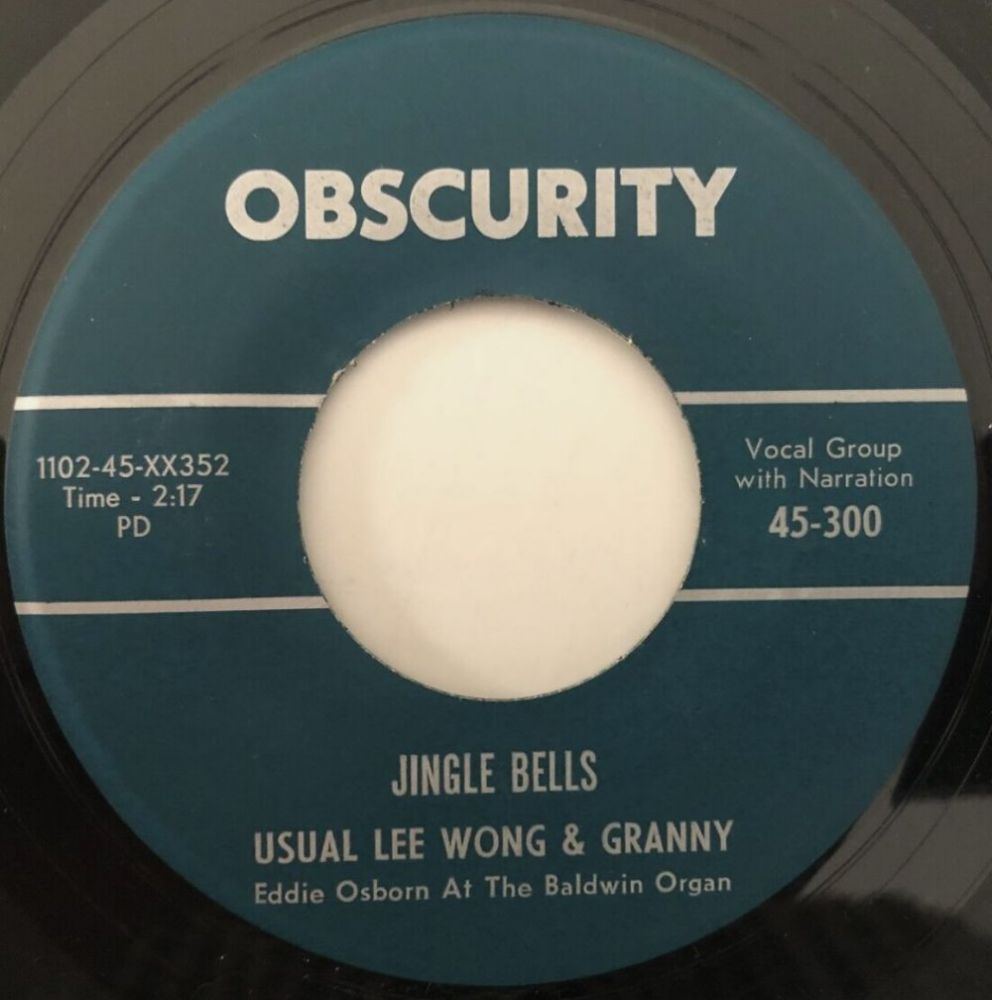 OBSCURITY
1102-45-XX352
Time - 2:17
PD
Vocal Group
with Narration
45-300
JINGLE BELLS
USUAL LEE WONG & GRANNY
Eddie Osborn At The Baldwin Organ